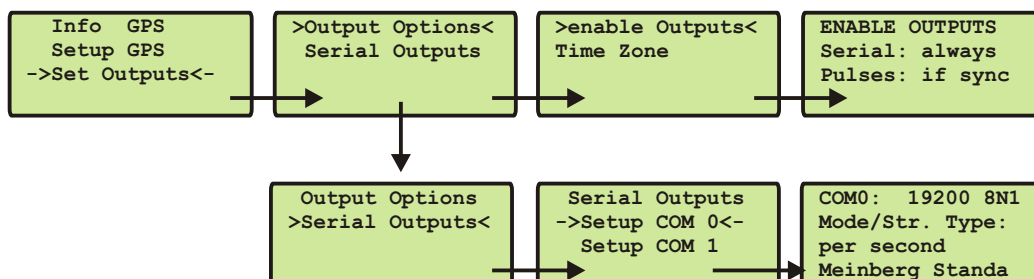 Info GPS
Setup GPS
->Set Outputs<-
>Output Options<
Serial Outputs
>enable Outputs<
Time Zone
ENABLE OUTPUTS
Serial: always
Pulses: if sync
Output Options
>Serial Outputs<
Serial Outputs
->Setup COM 0<-
Setup COM 1
COM0: 19200 8N1
Mode/Str. Type:
per second
Meinberg Standa